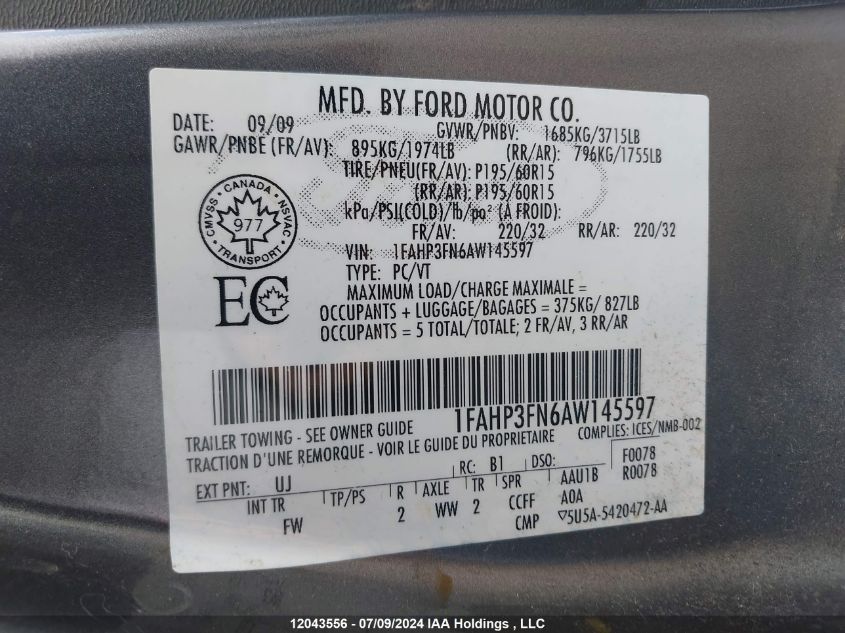 MFD. BY FORD MOTOR CO.
DATE: 09/09 GVWR/PNBV: 1685KG/3715LB
GAWR/PNBE (FR/AV): 895KG/1974LB (RR/AR): 796KG/1755LB
TIRE/PNEU(FR/AV): P195/60R15
(RR/AR): P195/60R15
kPa/PSI(COLD)/lb/po² (À FROID):
FR/AV: 220/32 RR/AR: 220/32
VIN: 1FAHP3FN6AW145597
TYPE: PC/VT
CMVSS • CANADA • NSVAC • TRANSPORT •
977
EC
MAXIMUM LOAD/CHARGE MAXIMALE =
OCCUPANTS + LUGGAGE/BAGAGES = 375KG/ 827LB
OCCUPANTS = 5 TOTAL/TOTALE; 2 FR/AV, 3 RR/AR
1FAHP3FN6AW145597
TRAILER TOWING - SEE OWNER GUIDE COMPLIES: ICES/NMB-002
TRACTION D'UNE REMORQUE - VOIR LE GUIDE DU PROPRIETAIRE
RC: B1 DSO: F0078
EXT PNT: UJ AAU1B R0078
INT TR TP/PS R AXLE TR SPR A0A
FW 2 WW 2 CCFF
CMP ▽5U5A-5420472-AA
12043556 - 07/09/2024 IAA Holdings , LLC